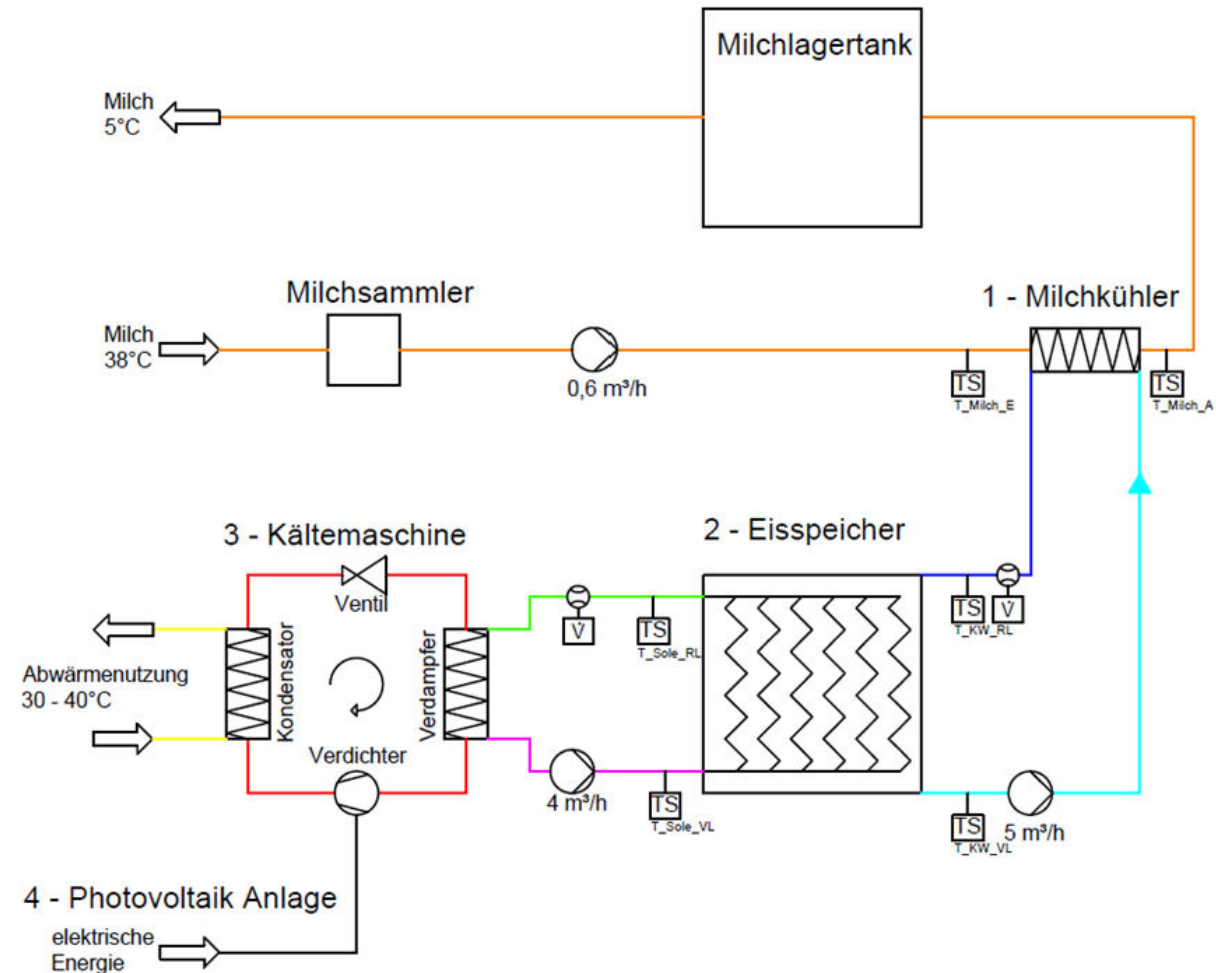 Milchlagertank
Milch
5°C
Milchsammler
1 - Milchkühler
Milch
38°C
0,6 m³/h
TS
T_Milch_E
TS
T_Milch_A
3 - Kältemaschine
2 - Eisspeicher
Ventil
V̇
TS
T_Sole_RL
TS
T_KW_RL
V̇
Abwärmenutzung
30 - 40°C
Kondensator
Verdampfer
Verdichter
4 m³/h
TS
T_Sole_VL
TS
T_KW_VL
5 m³/h
4 - Photovoltaik Anlage
elektrische
Energie